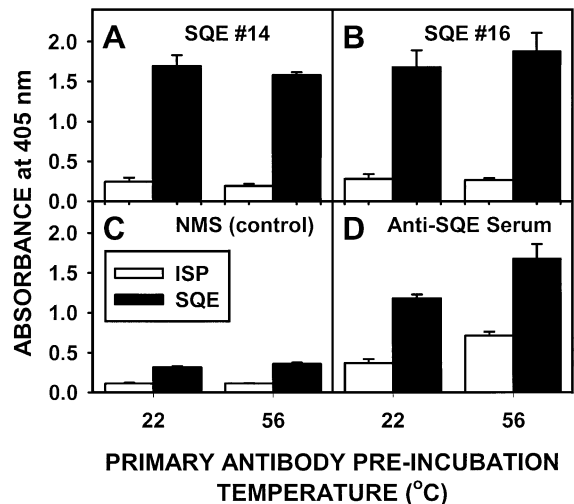 A
SQE #14
B
SQE #16
2.0
1.5
1.0
0.5
0.0
C
NMS (control)
D
Anti-SQE Serum
ISP
SQE
2.0
1.5
1.0
0.5
0.0
22
56
22
56
ABSORBANCE at 405 nm
PRIMARY ANTIBODY PRE-INCUBATION
TEMPERATURE (°C)